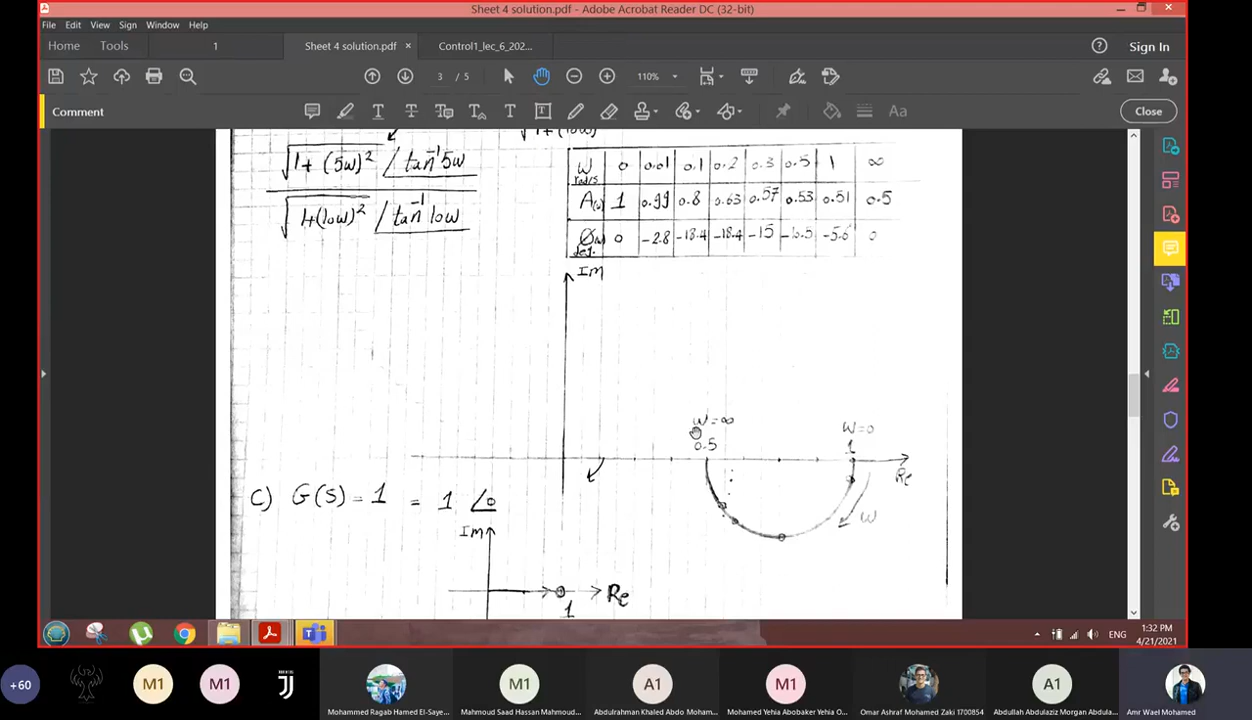 Sheet 4 solution.pdf - Adobe Acrobat Reader DC (32-bit)
File Edit View Sign Window Help
Home Tools 1 Sheet 4 solution.pdf × Control1_lec_6_202... Sign In
3 / 5 110%
Comment Close
√1+(5w)² /tan⁻¹5w
√1+(10w)² /tan⁻¹10w
W rad/s 0 0.01 0.1 0.2 0.3 0.5 1 ∞
A(w) 1 0.99 0.8 0.63 0.57 0.53 0.51 0.5
Ø(w) deg. 0 -2.8 -18.4 -18.4 -15 -10.5 -5.6 0
IM
W=∞ W=0
0.5 1
Re
W
C) G(S) = 1 = 1 /0
IM
Re
1
ENG 1:32 PM
4/21/2021
+60 M1 M1 M1 A1 M1 A1
Mohammed Ragab Hamed El-Saye... Mahmoud Saad Hassan Mahmoud... Abdulrahman Khaled Abdo Moham... Mohamed Yehia Abobaker Yehia O... Omar Ashraf Mohamed Zaki 1700854 Abdullah Abdulaziz Morgan Abdula... Amr Wael Mohamed